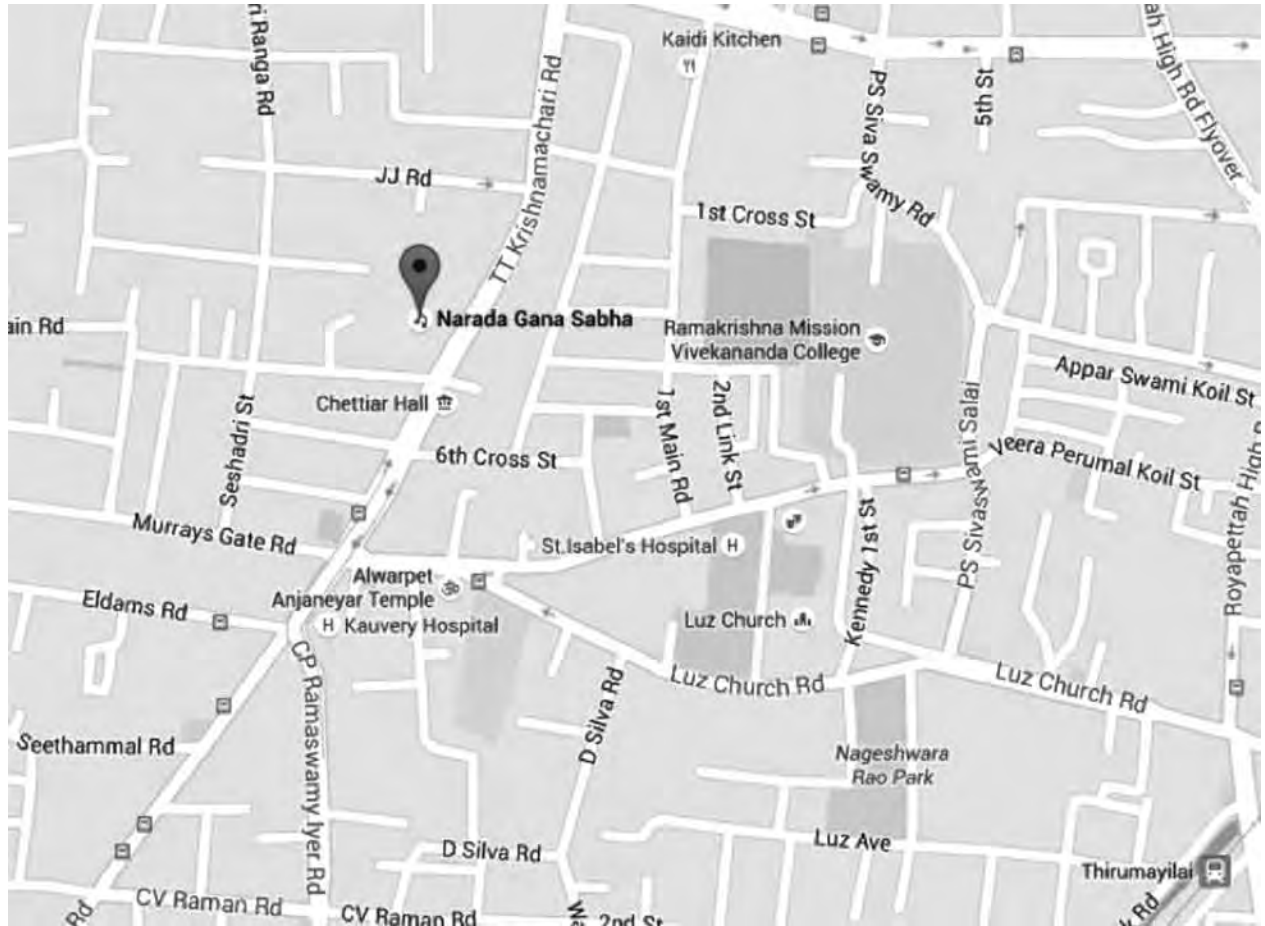 Kaidi Kitchen
ri Ranga Rd
TT Krishnamachari Rd
PS Siva Swamy Rd
5th St
ah High Rd Flyover
JJ Rd
1st Cross St
Narada Gana Sabha
ain Rd
Ramakrishna Mission
Vivekananda College
Appar Swami Koil St
Chettiar Hall
Seshadri St
6th Cross St
1st Main Rd
2nd Link St
PS Sivaswami Salai
Veera Perumal Koil St
Royapettah High R
Murrays Gate Rd
St.Isabel's Hospital H
Kennedy 1st St
Alwarpet
Anjaneyar Temple
Eldams Rd
H Kauvery Hospital
Luz Church
CP Ramaswamy Iyer Rd
D Silva Rd
Luz Church Rd
Luz Church Rd
Seethammal Rd
Nageshwara
Rao Park
D Silva Rd
Luz Ave
Thirumayilai
CV Raman Rd
CV Raman Rd
2nd St
Rd
k Rd